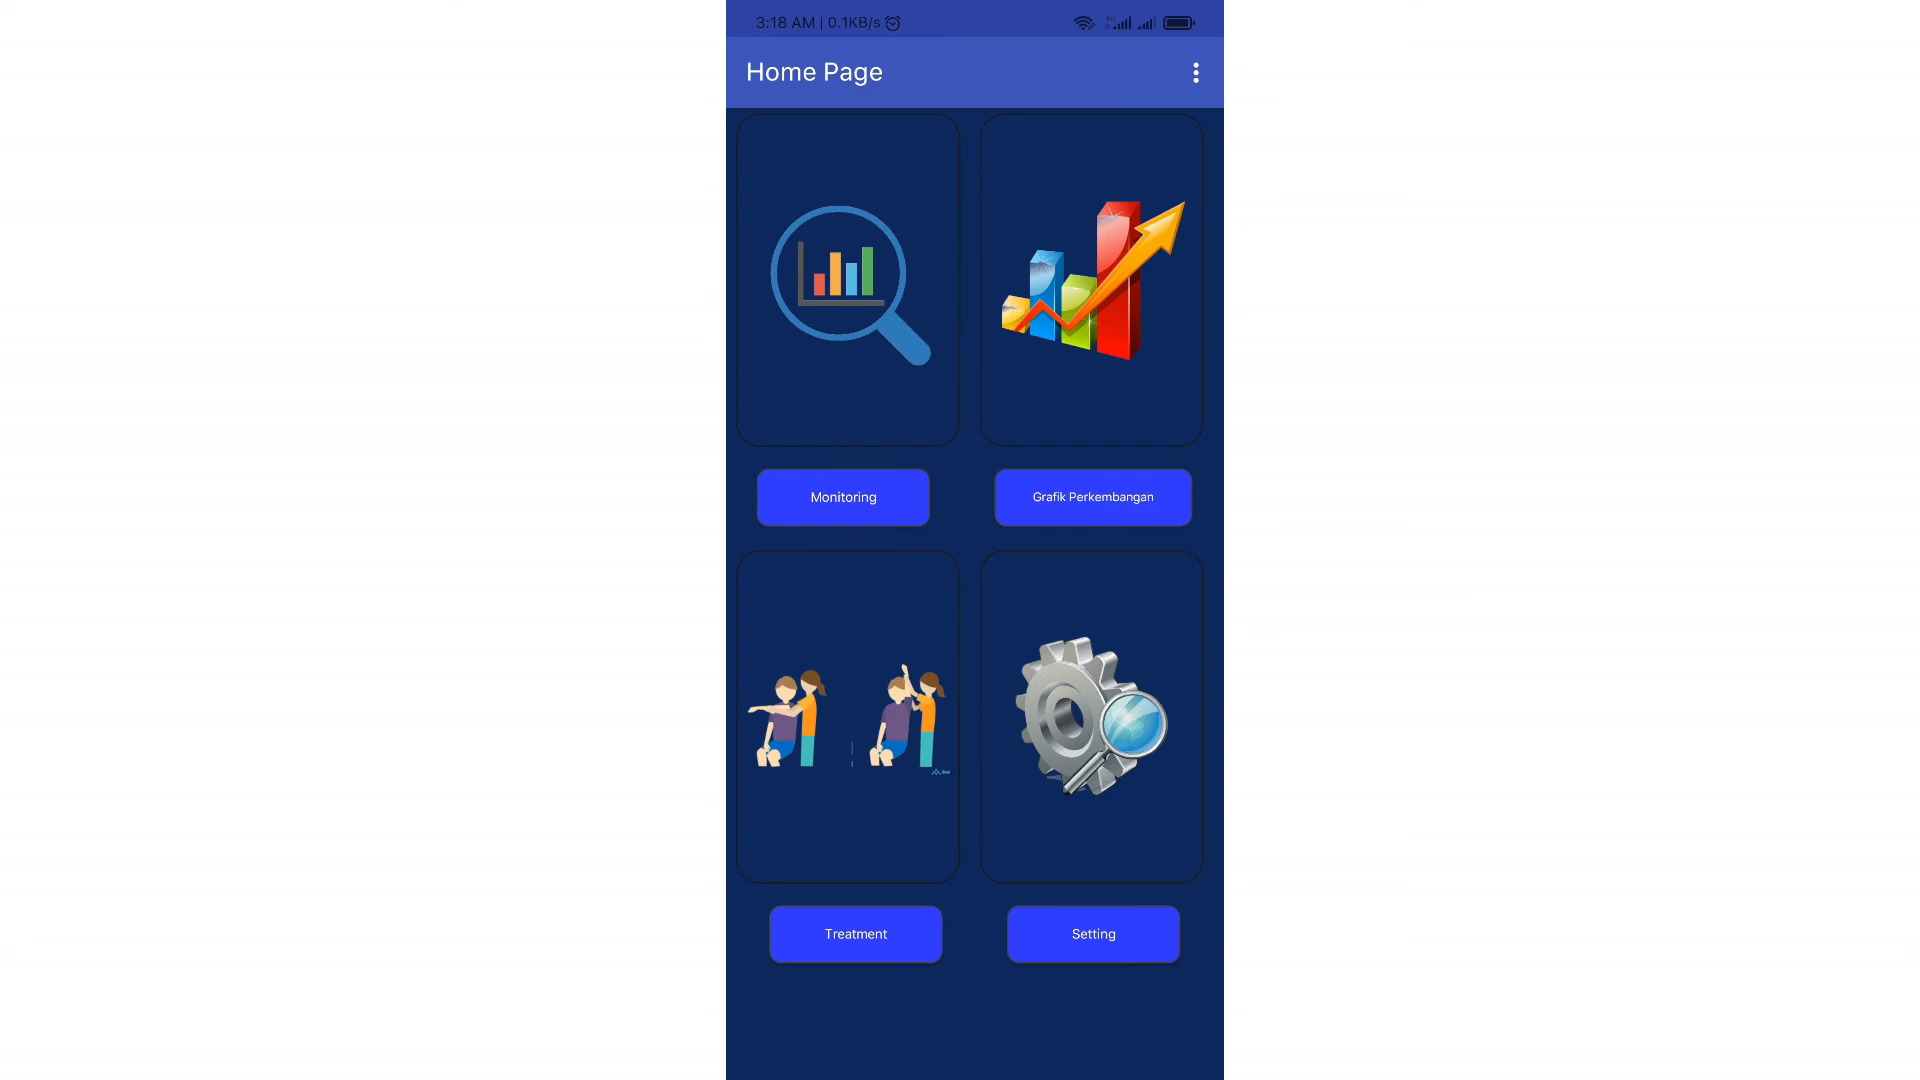 3:18 AM | 0.1KB/s
Home Page
Monitoring
Grafik Perkembangan
Treatment
Setting